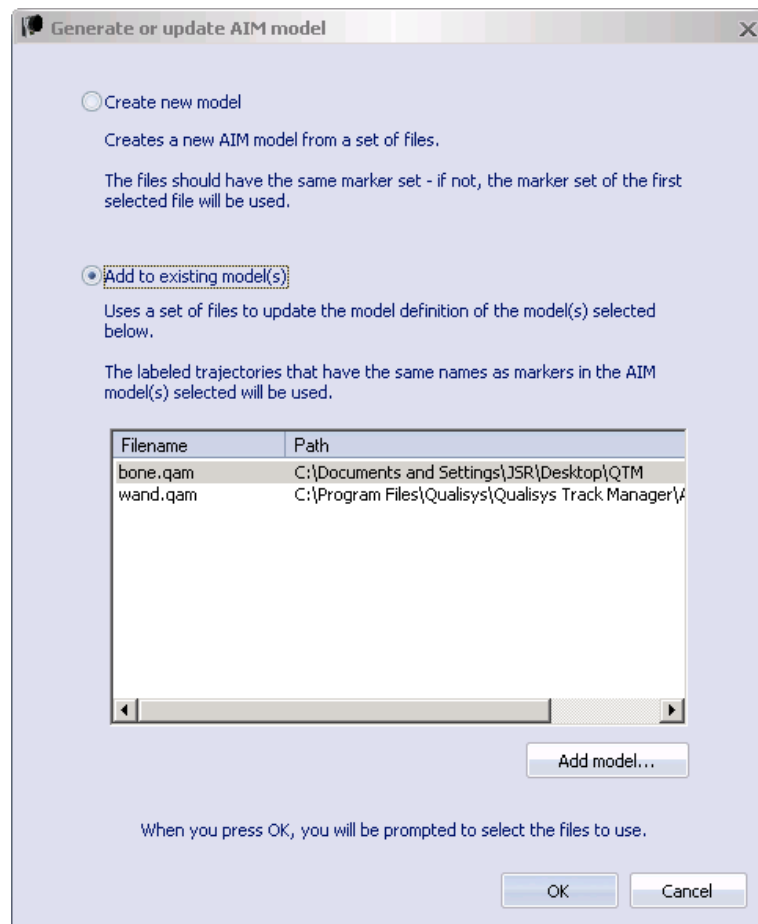 Generate or update AIM model
Create new model
Creates a new AIM model from a set of files.
The files should have the same marker set - if not, the marker set of the first
selected file will be used.
Add to existing model(s)
Uses a set of files to update the model definition of the model(s) selected
below.
The labeled trajectories that have the same names as markers in the AIM
model(s) selected will be used.
Filename Path
bone.qam C:\Documents and Settings\JSR\Desktop\QTM
wand.qam C:\Program Files\Qualisys\Qualisys Track Manager\A
Add model...
When you press OK, you will be prompted to select the files to use.
OK Cancel